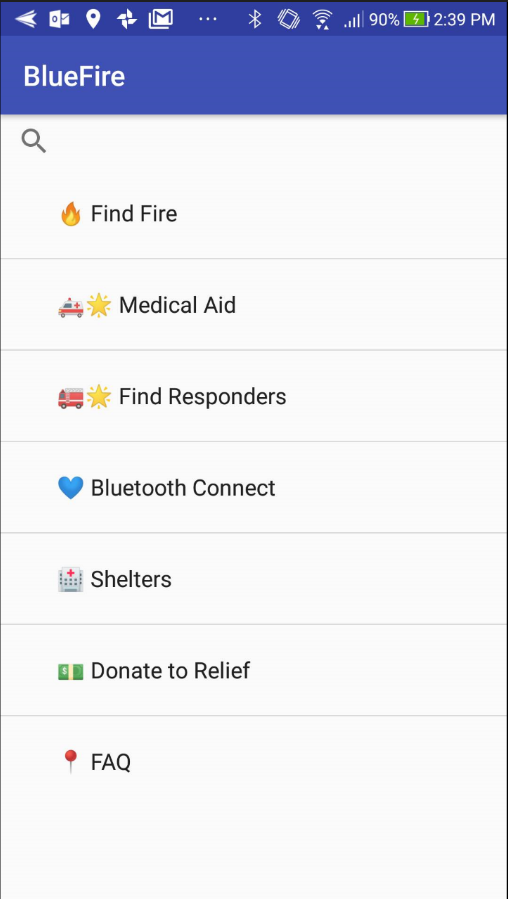 90% 2:39 PM
BlueFire
🔥 Find Fire
🚑🌟 Medical Aid
🚒🌟 Find Responders
💙 Bluetooth Connect
🏥 Shelters
💵 Donate to Relief
📍 FAQ